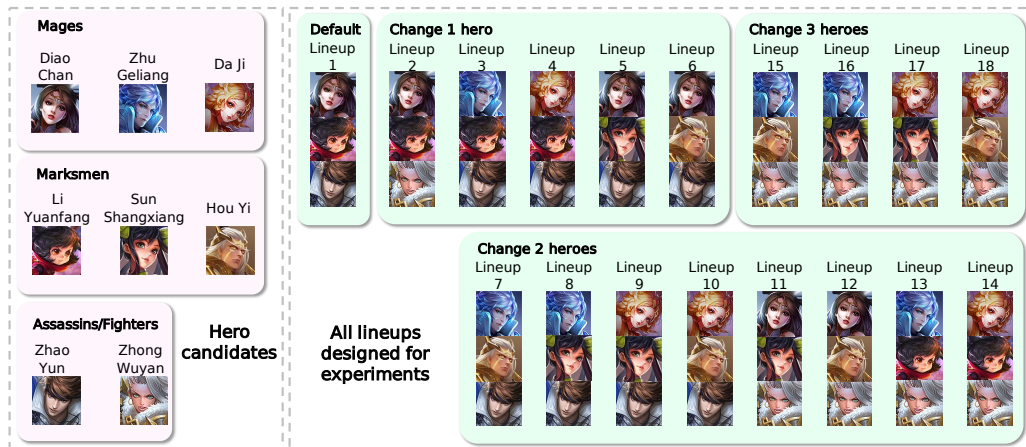 Mages
Diao
Chan
Zhu
Geliang
Da Ji
Marksmen
Li
Yuanfang
Sun
Shangxiang
Hou Yi
Assassins/Fighters
Zhao
Yun
Zhong
Wuyan
Hero
candidates
Default
Lineup
1
Change 1 hero
Lineup
2
Lineup
3
Lineup
4
Lineup
5
Lineup
6
Change 3 heroes
Lineup
15
Lineup
16
Lineup
17
Lineup
18
All lineups
designed for
experiments
Change 2 heroes
Lineup
7
Lineup
8
Lineup
9
Lineup
10
Lineup
11
Lineup
12
Lineup
13
Lineup
14